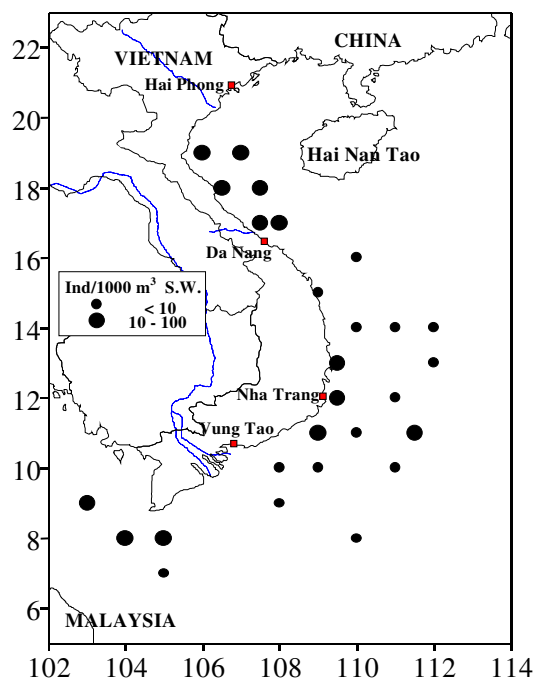 22
20
18
16
14
12
10
8
6
CHINA
VIETNAM
Hai Phong
Hai Nan Tao
Da Nang
Ind/1000 m³ S.W.
< 10
10 - 100
Nha Trang
Vung Tao
MALAYSIA
102 104 106 108 110 112 114